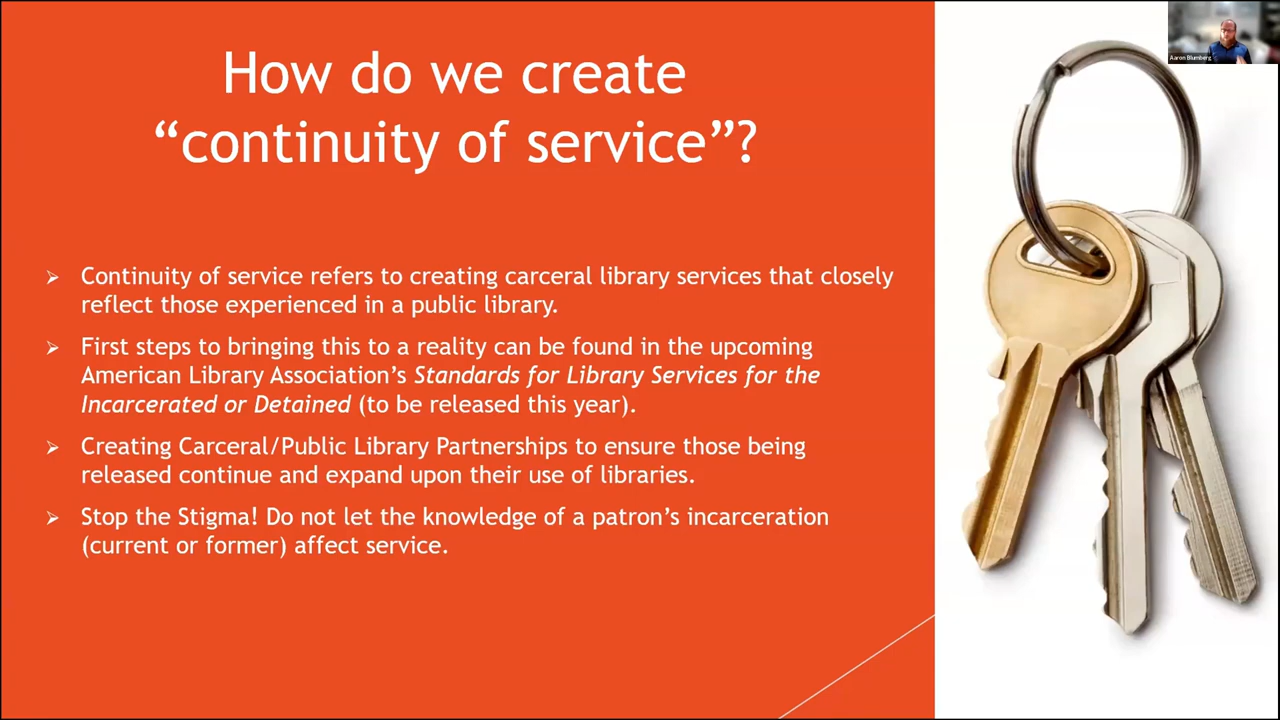 How do we create
“continuity of service”?
Continuity of service refers to creating carceral library services that closely
reflect those experienced in a public library.
First steps to bringing this to a reality can be found in the upcoming
American Library Association’s Standards for Library Services for the
Incarcerated or Detained (to be released this year).
Creating Carceral/Public Library Partnerships to ensure those being
released continue and expand upon their use of libraries.
Stop the Stigma! Do not let the knowledge of a patron’s incarceration
(current or former) affect service.
Aaron Blumberg